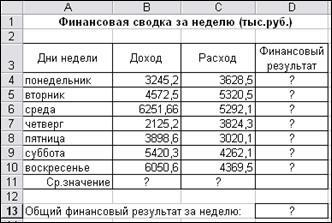 A B C D
1 Финансовая сводка за неделю (тыс.руб.)
2
3 Дни недели Доход Расход Финансовый результат
4 понедельник 3245,2 3628,5 ?
5 вторник 4572,5 5320,5 ?
6 среда 6251,66 5292,1 ?
7 четверг 2125,2 3824,3 ?
8 пятница 3898,6 3020,1 ?
9 суббота 5420,3 4262,1 ?
10 воскресенье 6050,6 4369,5 ?
11 Ср.значение ? ?
12
13 Общий финансовый результат за неделю: ?